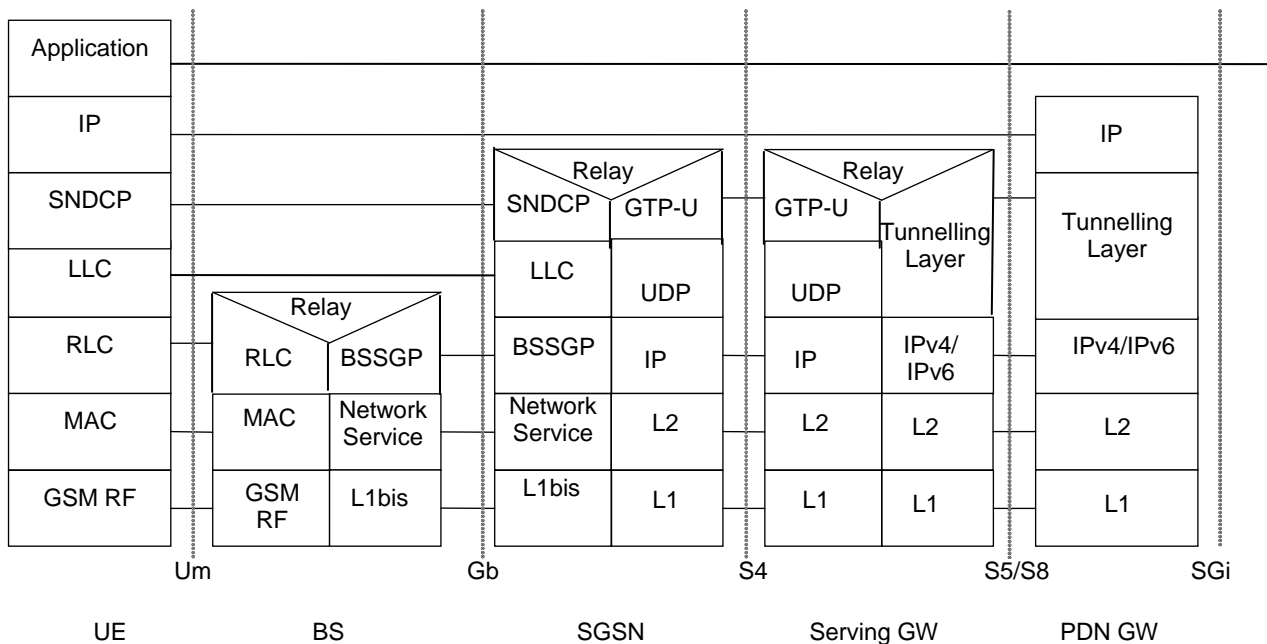 Application
IP
IP
Relay
Relay
SNDCP
SNDCP
GTP-U
GTP-U
Tunnelling
Layer
Tunnelling
Layer
LLC
LLC
UDP
UDP
Relay
RLC
RLC
BSSGP
BSSGP
IP
IP
IPv4/
IPv6
IPv4/IPv6
MAC
MAC
Network
Service
Network
Service
L2
L2
L2
L2
GSM RF
GSM
RF
L1bis
L1bis
L1
L1
L1
L1
Um
Gb
S4
S5/S8
SGi
UE
BS
SGSN
Serving GW
PDN GW